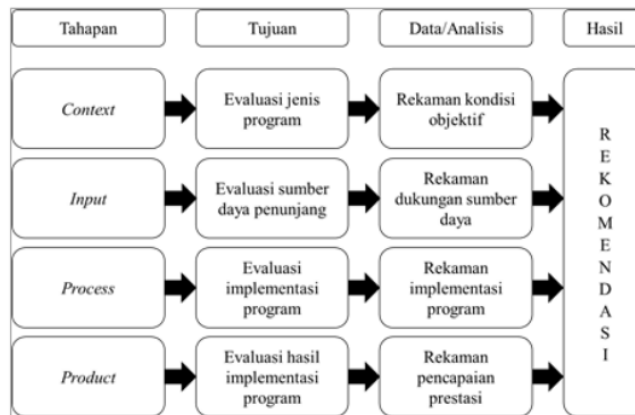 Tahapan
Tujuan
Data/Analisis
Hasil
Context
Evaluasi jenis
program
Rekaman kondisi
objektif
Input
Evaluasi sumber
daya penunjang
Rekaman
dukungan sumber
daya
Process
Evaluasi
implementasi
program
Rekaman
implementasi
program
Product
Evaluasi hasil
implementasi
program
Rekaman
pencapaian
prestasi
R
E
K
O
M
E
N
D
A
S
I